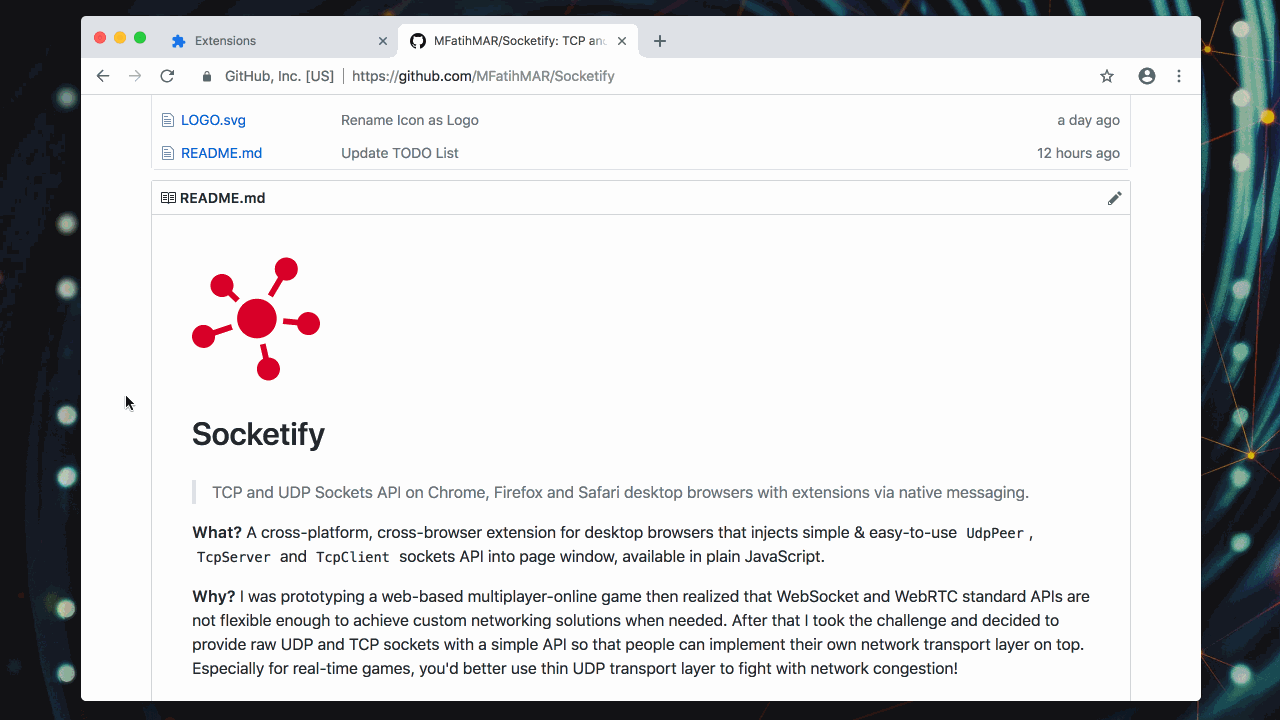 Extensions
MFatihMAR/Socketify: TCP and
GitHub, Inc. [US] https://github.com/MFatihMAR/Socketify
LOGO.svg Rename Icon as Logo a day ago
README.md Update TODO List 12 hours ago
README.md
Socketify
TCP and UDP Sockets API on Chrome, Firefox and Safari desktop browsers with extensions via native messaging.
What? A cross-platform, cross-browser extension for desktop browsers that injects simple & easy-to-use UdpPeer ,
TcpServer and TcpClient sockets API into page window, available in plain JavaScript.
Why? I was prototyping a web-based multiplayer-online game then realized that WebSocket and WebRTC standard APIs are
not flexible enough to achieve custom networking solutions when needed. After that I took the challenge and decided to
provide raw UDP and TCP sockets with a simple API so that people can implement their own network transport layer on top.
Especially for real-time games, you'd better use thin UDP transport layer to fight with network congestion!